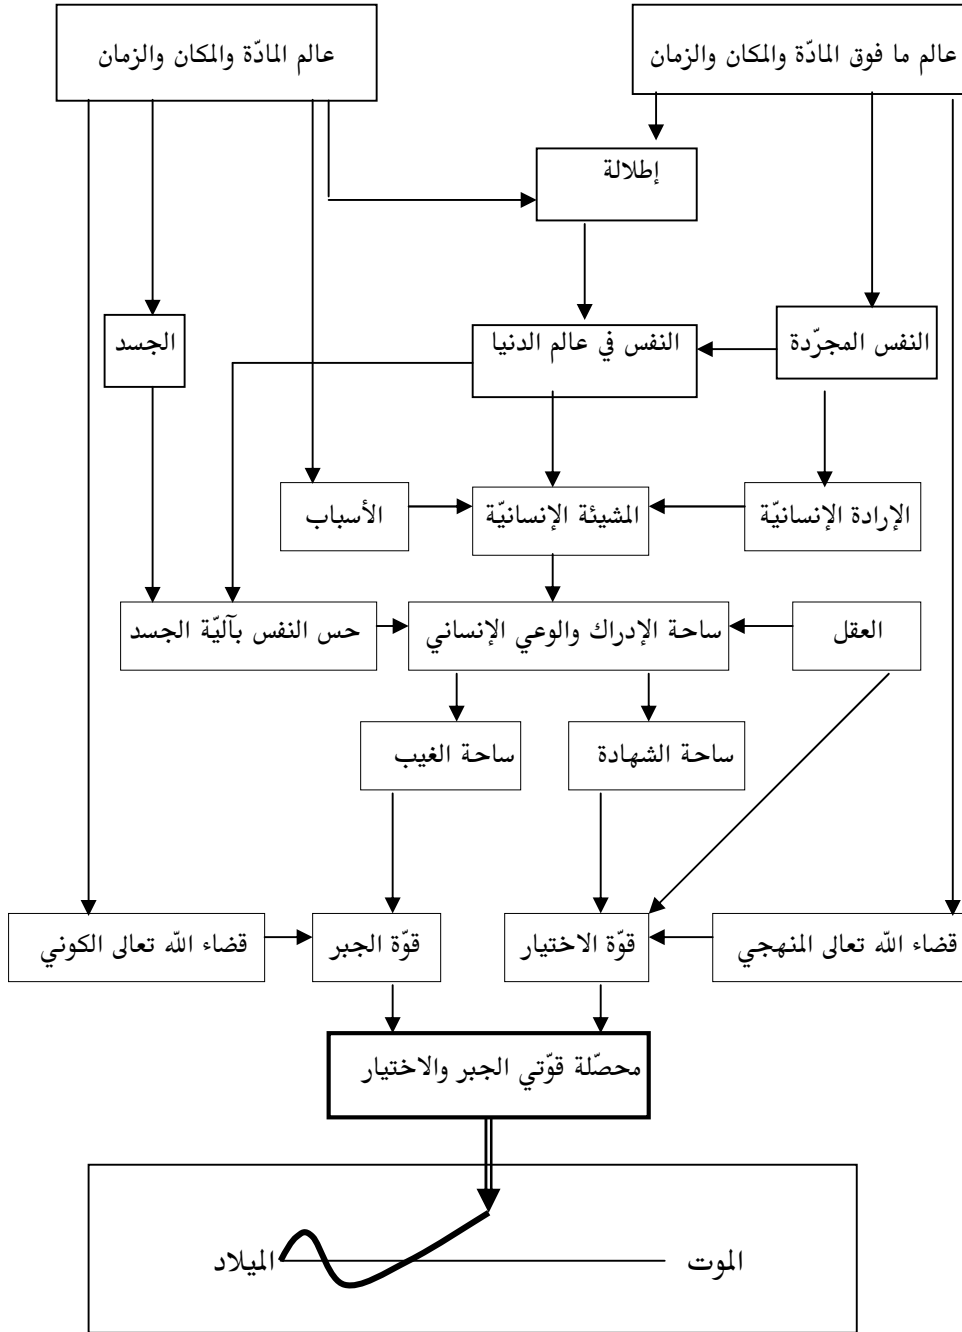 عالم ما فوق المادّة والمكان والزمان
عالم المادّة والمكان والزمان
إطلالة
النفس المجرّدة
النفس في عالم الدنيا
الجسد
الإرادة الإنسانيّة
المشيئة الإنسانيّة
الأسباب
العقل
ساحة الإدراك والوعي الإنساني
حس النفس بآليّة الجسد
ساحة الشهادة
ساحة الغيب
قضاء الله تعالى المنهجي
قوّة الاختيار
قوّة الجبر
قضاء الله تعالى الكوني
محصّلة قوّتي الجبر والاختيار
الموت
الميلاد